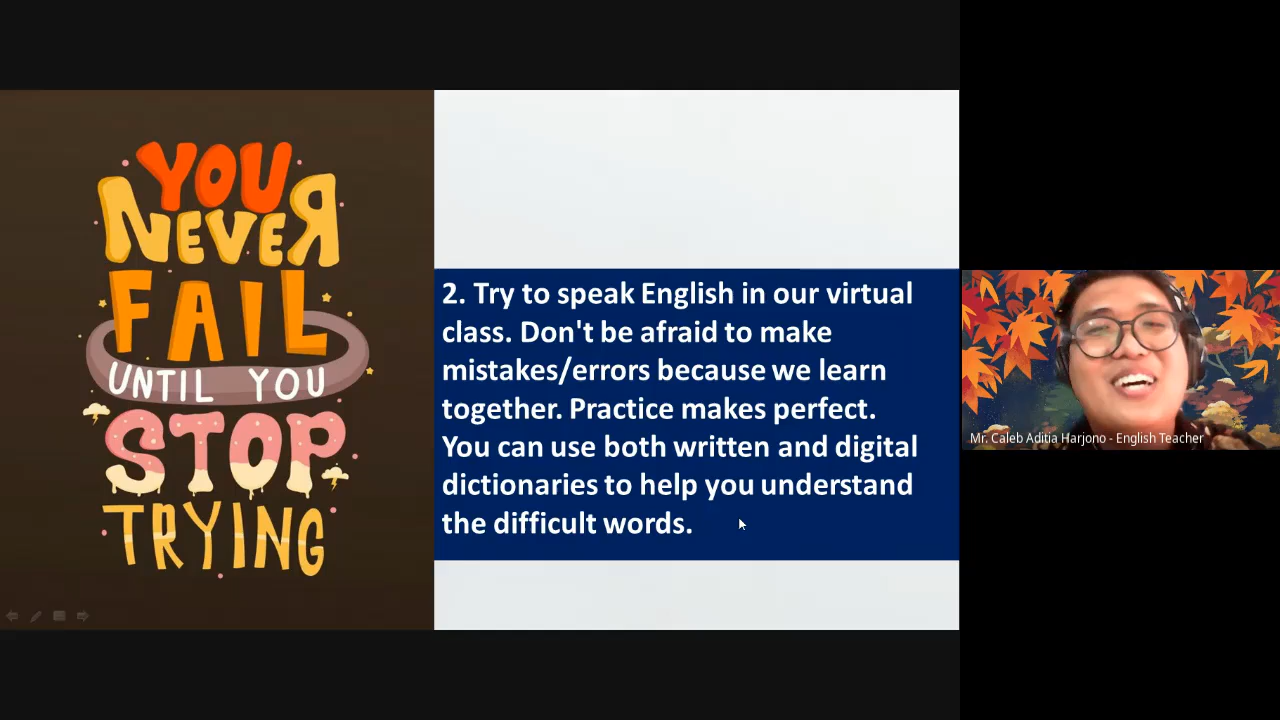 YOU
NEVER
FAIL
UNTIL YOU
STOP
TRYING
2. Try to speak English in our virtual
class. Don't be afraid to make
mistakes/errors because we learn
together. Practice makes perfect.
You can use both written and digital
dictionaries to help you understand
the difficult words.
Mr. Caleb Aditia Harjono - English Teacher